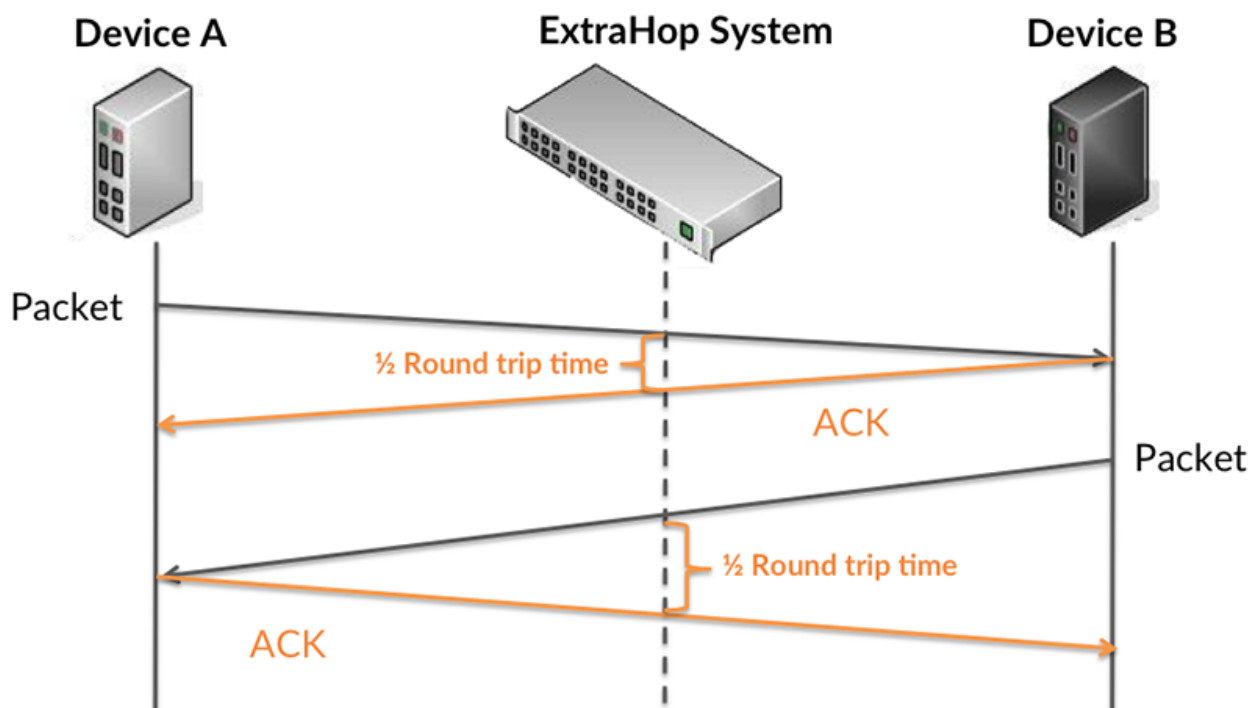 Device A
ExtraHop System
Device B
Packet
½ Round trip time
ACK
Packet
½ Round trip time
ACK